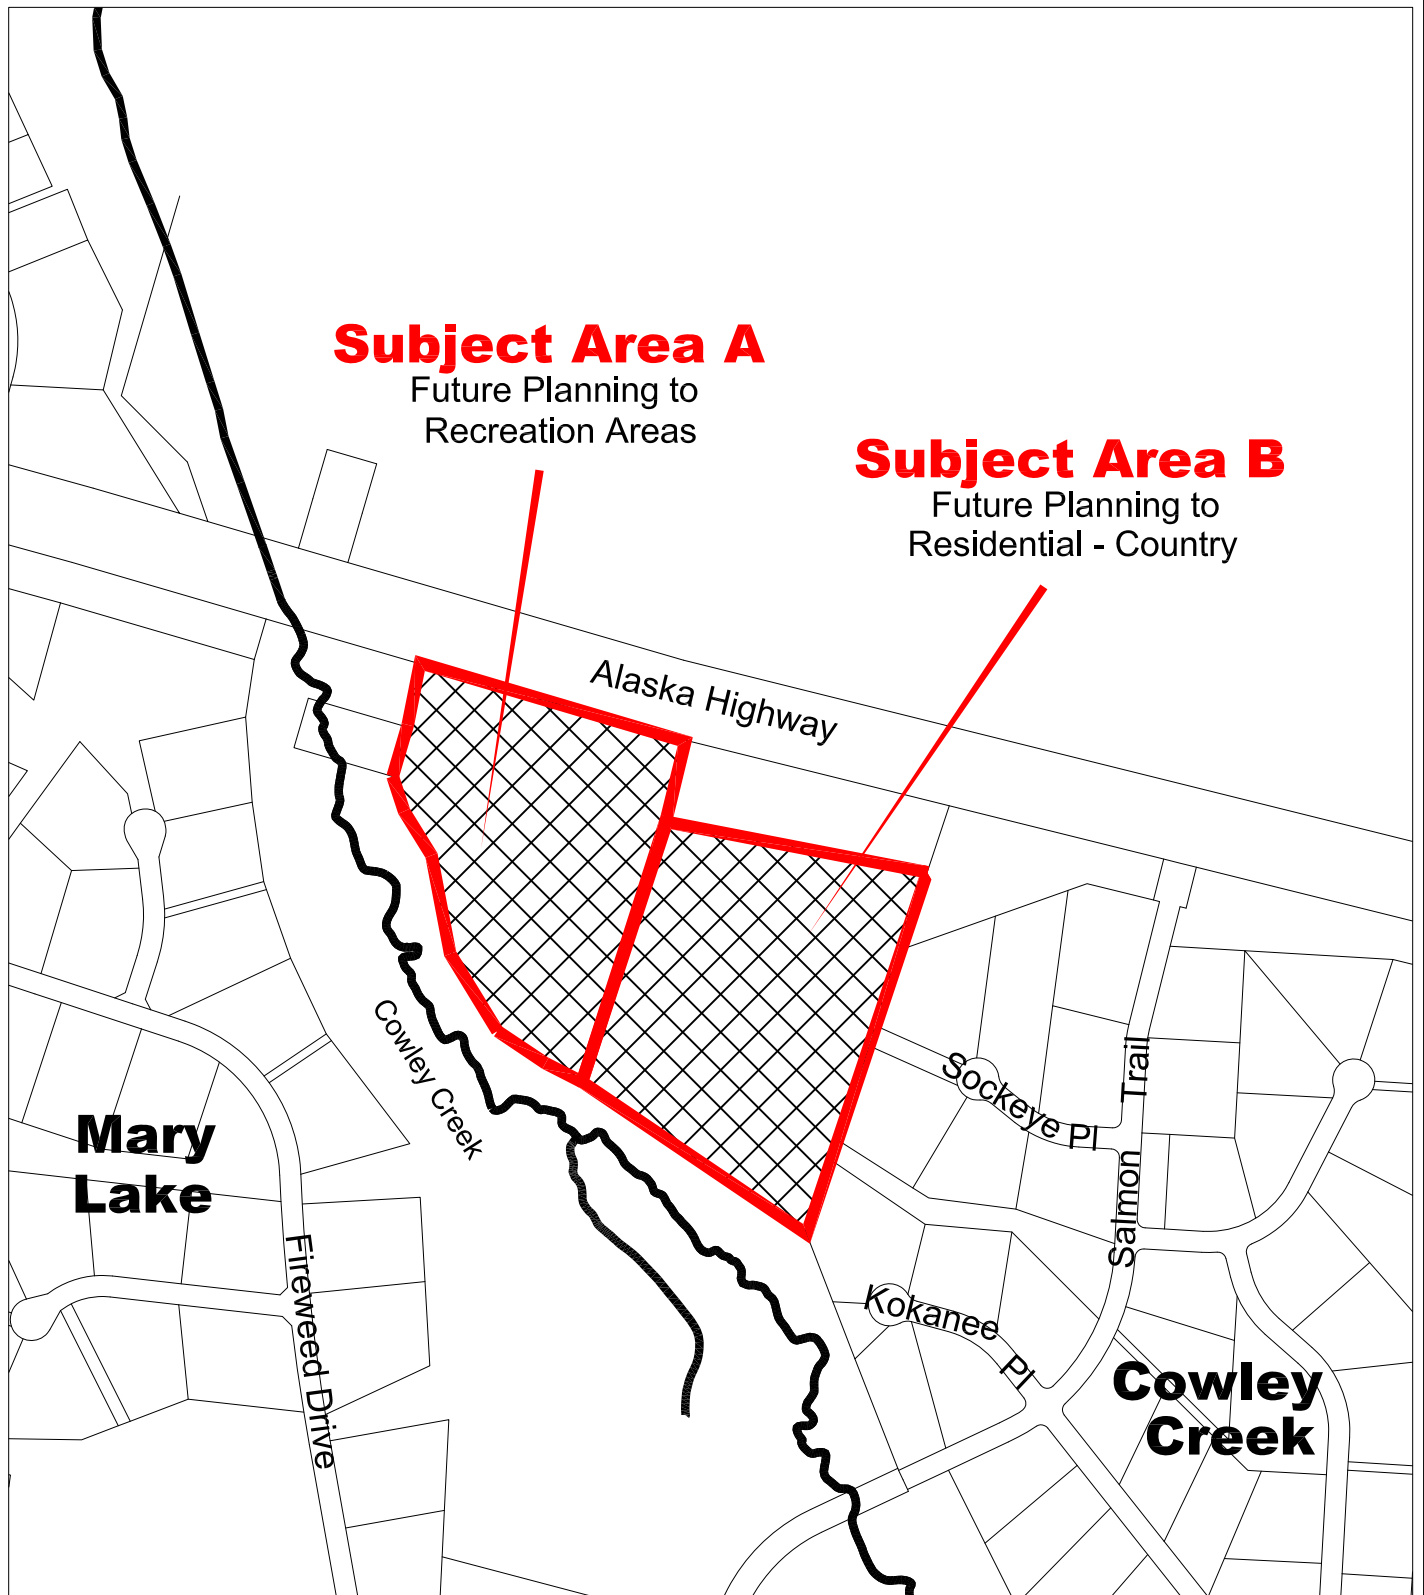 Subject Area A
Future Planning to
Recreation Areas
Subject Area B
Future Planning to
Residential - Country
Alaska Highway
Cowley Creek
Sockeye Pl
Salmon Trail
Mary
Lake
Fireweed Drive
Kokanee Pl
Cowley
Creek